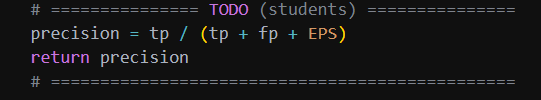 # =============== TODO (students) ===============
precision = tp / (tp + fp + EPS)
return precision
# ===============================================